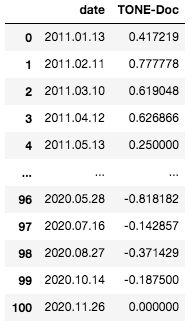 date TONE-Doc
0 2011.01.13 0.417219
1 2011.02.11 0.777778
2 2011.03.10 0.619048
3 2011.04.12 0.626866
4 2011.05.13 0.250000
... ... ...
96 2020.05.28 -0.818182
97 2020.07.16 -0.142857
98 2020.08.27 -0.371429
99 2020.10.14 -0.187500
100 2020.11.26 0.000000